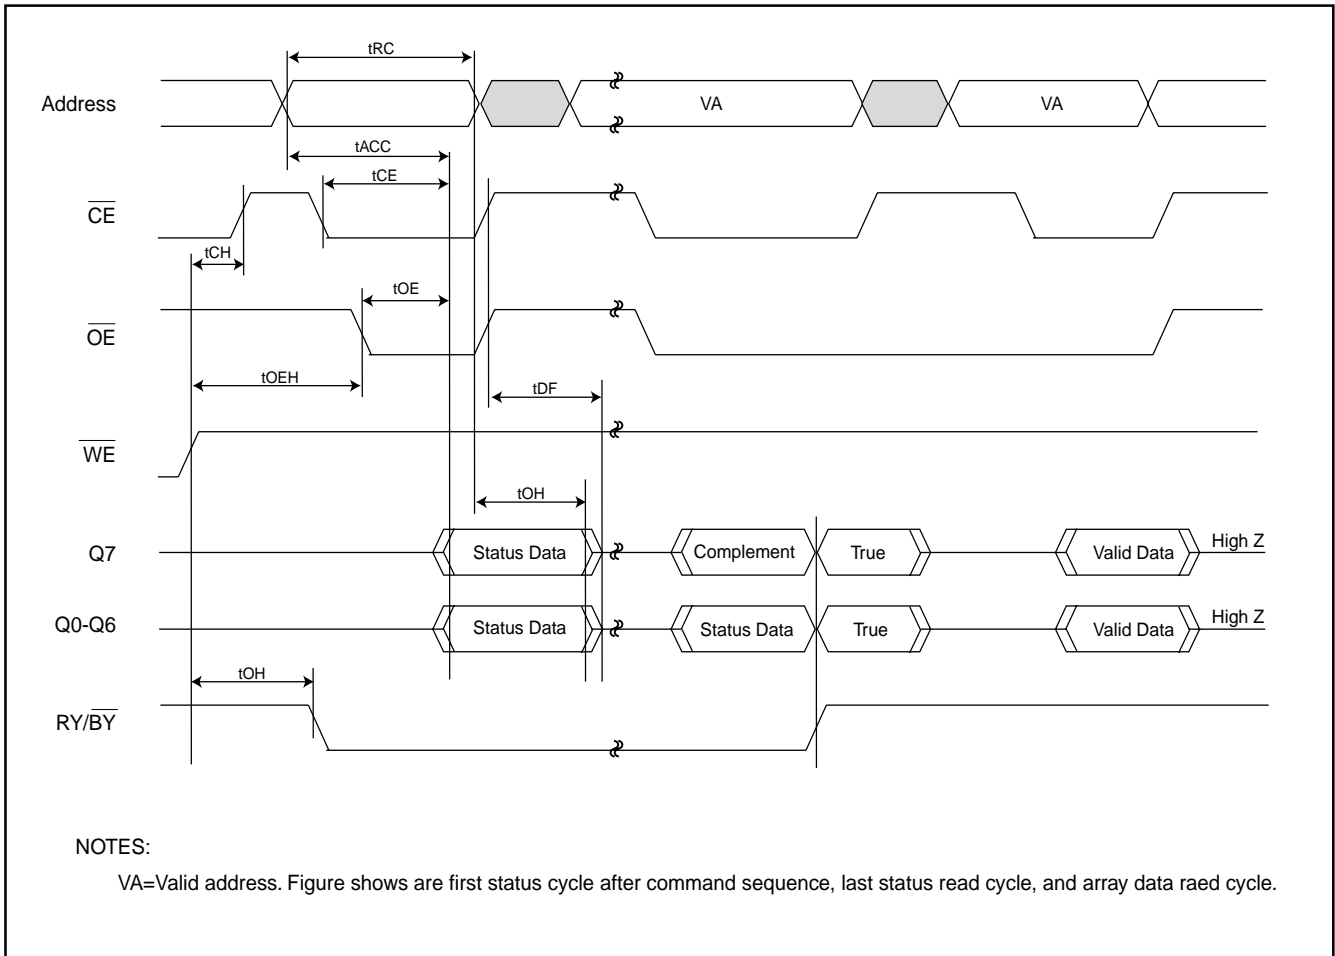 tRC
Address
VA
VA
tACC
tCE
CE
tCH
tOE
OE
tOEH
tDF
WE
tOH
Q7
Status Data
Complement
True
Valid Data
High Z
Q0-Q6
Status Data
Status Data
True
Valid Data
High Z
tOH
RY/BY
NOTES:
VA=Valid address. Figure shows are first status cycle after command sequence, last status read cycle, and array data raed cycle.